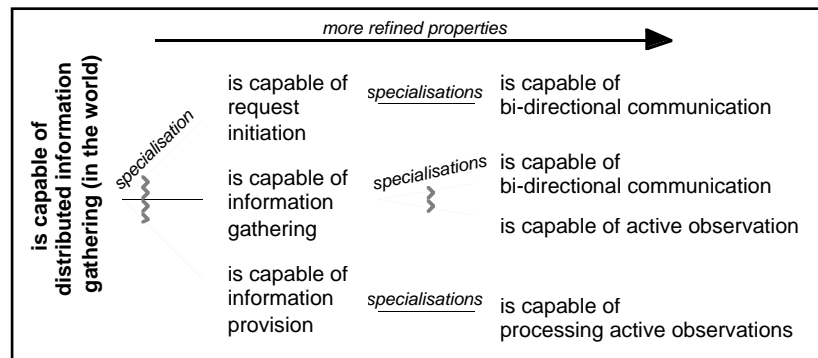 more refined properties
is capable of
distributed information
gathering (in the world)
specialisation
is capable of
request
initiation
specialisations
is capable of
bi-directional communication
is capable of
information
gathering
specialisations
is capable of
bi-directional communication
is capable of active observation
is capable of
information
provision
specialisations
is capable of
processing active observations